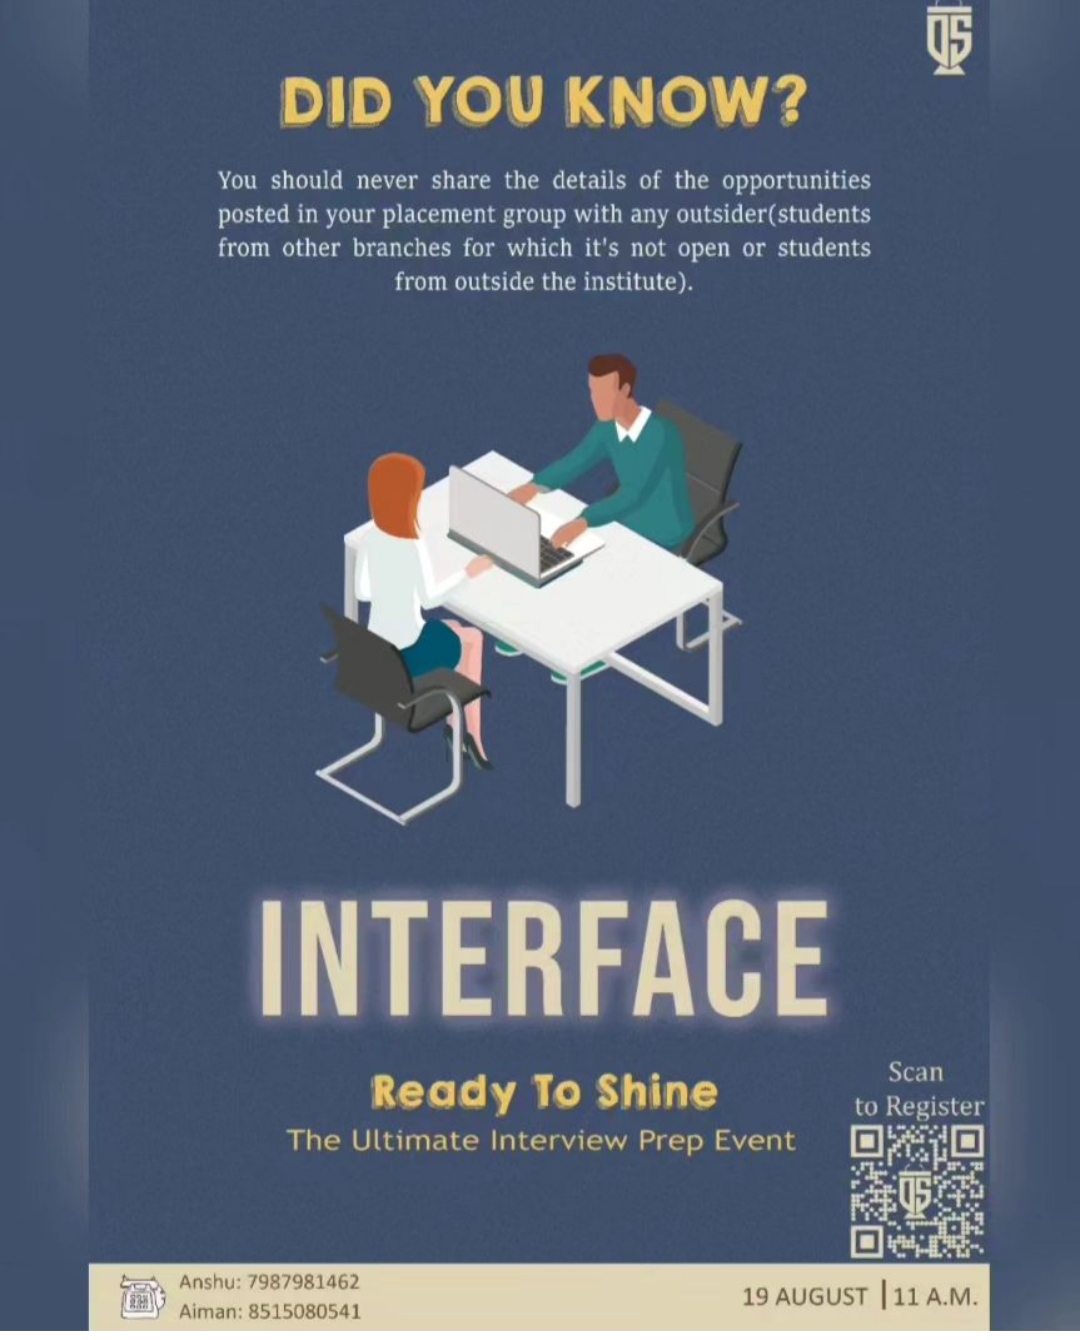 DS
DID YOU KNOW?
You should never share the details of the opportunities
posted in your placement group with any outsider(students
from other branches for which it's not open or students
from outside the institute).
INTERFACE
Ready To Shine
The Ultimate Interview Prep Event
Scan
to Register
DS
Anshu: 7987981462
Aiman: 8515080541
19 AUGUST | 11 A.M.